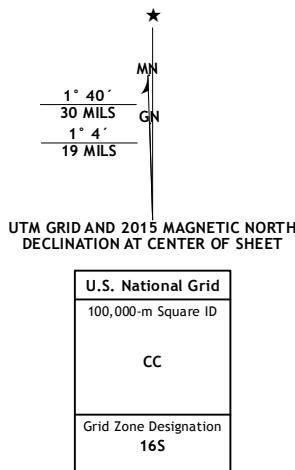 ★
MN
1° 40´
30 MILS
GN
1° 4´
19 MILS
UTM GRID AND 2015 MAGNETIC NORTH
DECLINATION AT CENTER OF SHEET
U.S. National Grid
100,000-m Square ID
CC
Grid Zone Designation
16S